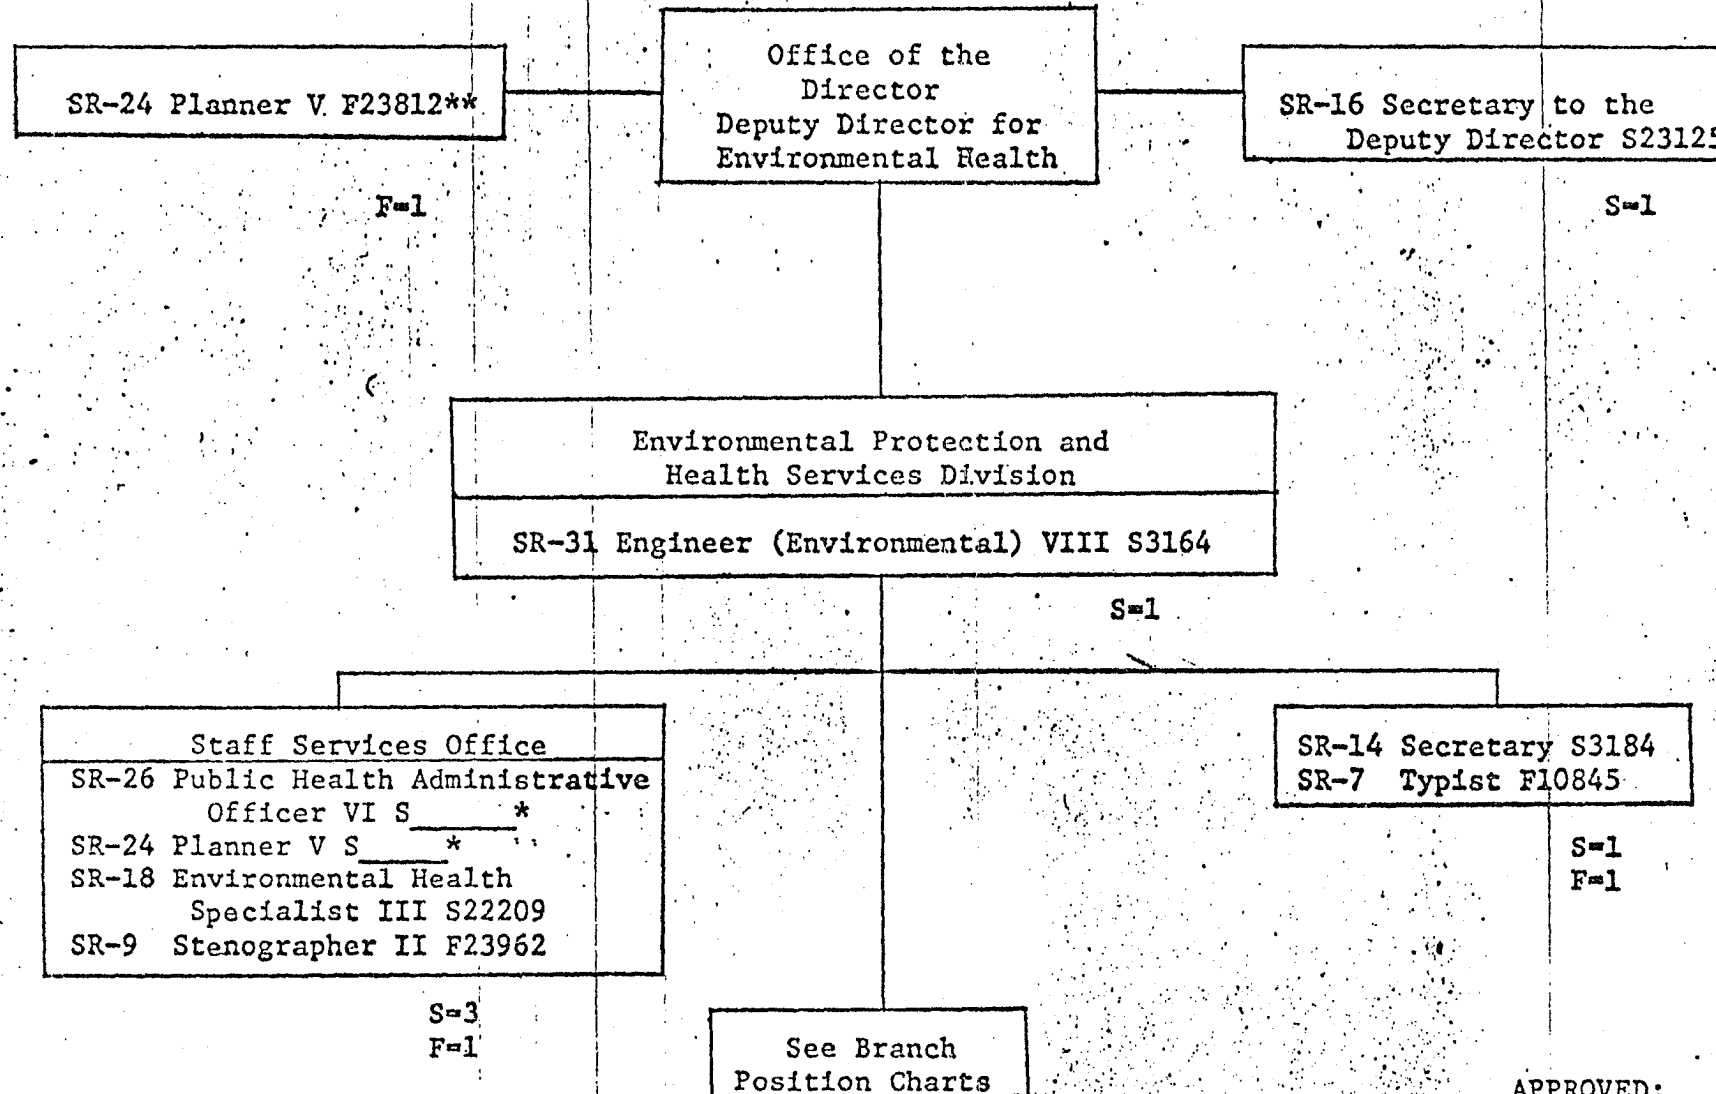 Office of the
Director
Deputy Director for
Environmental Health
SR-24 Planner V F23812**
F=1
SR-16 Secretary to the
Deputy Director S23125
S=1
Environmental Protection and
Health Services Division
SR-31 Engineer (Environmental) VIII S3164
S=1
Staff Services Office
SR-26 Public Health Administrative
Officer VI S______*
SR-24 Planner V S_____*
SR-18 Environmental Health
Specialist III S22209
SR-9 Stenographer II F23962
S=3
F=1
SR-14 Secretary S3184
SR-7 Typist F10845
S=1
F=1
See Branch
Position Charts
APPROVED: